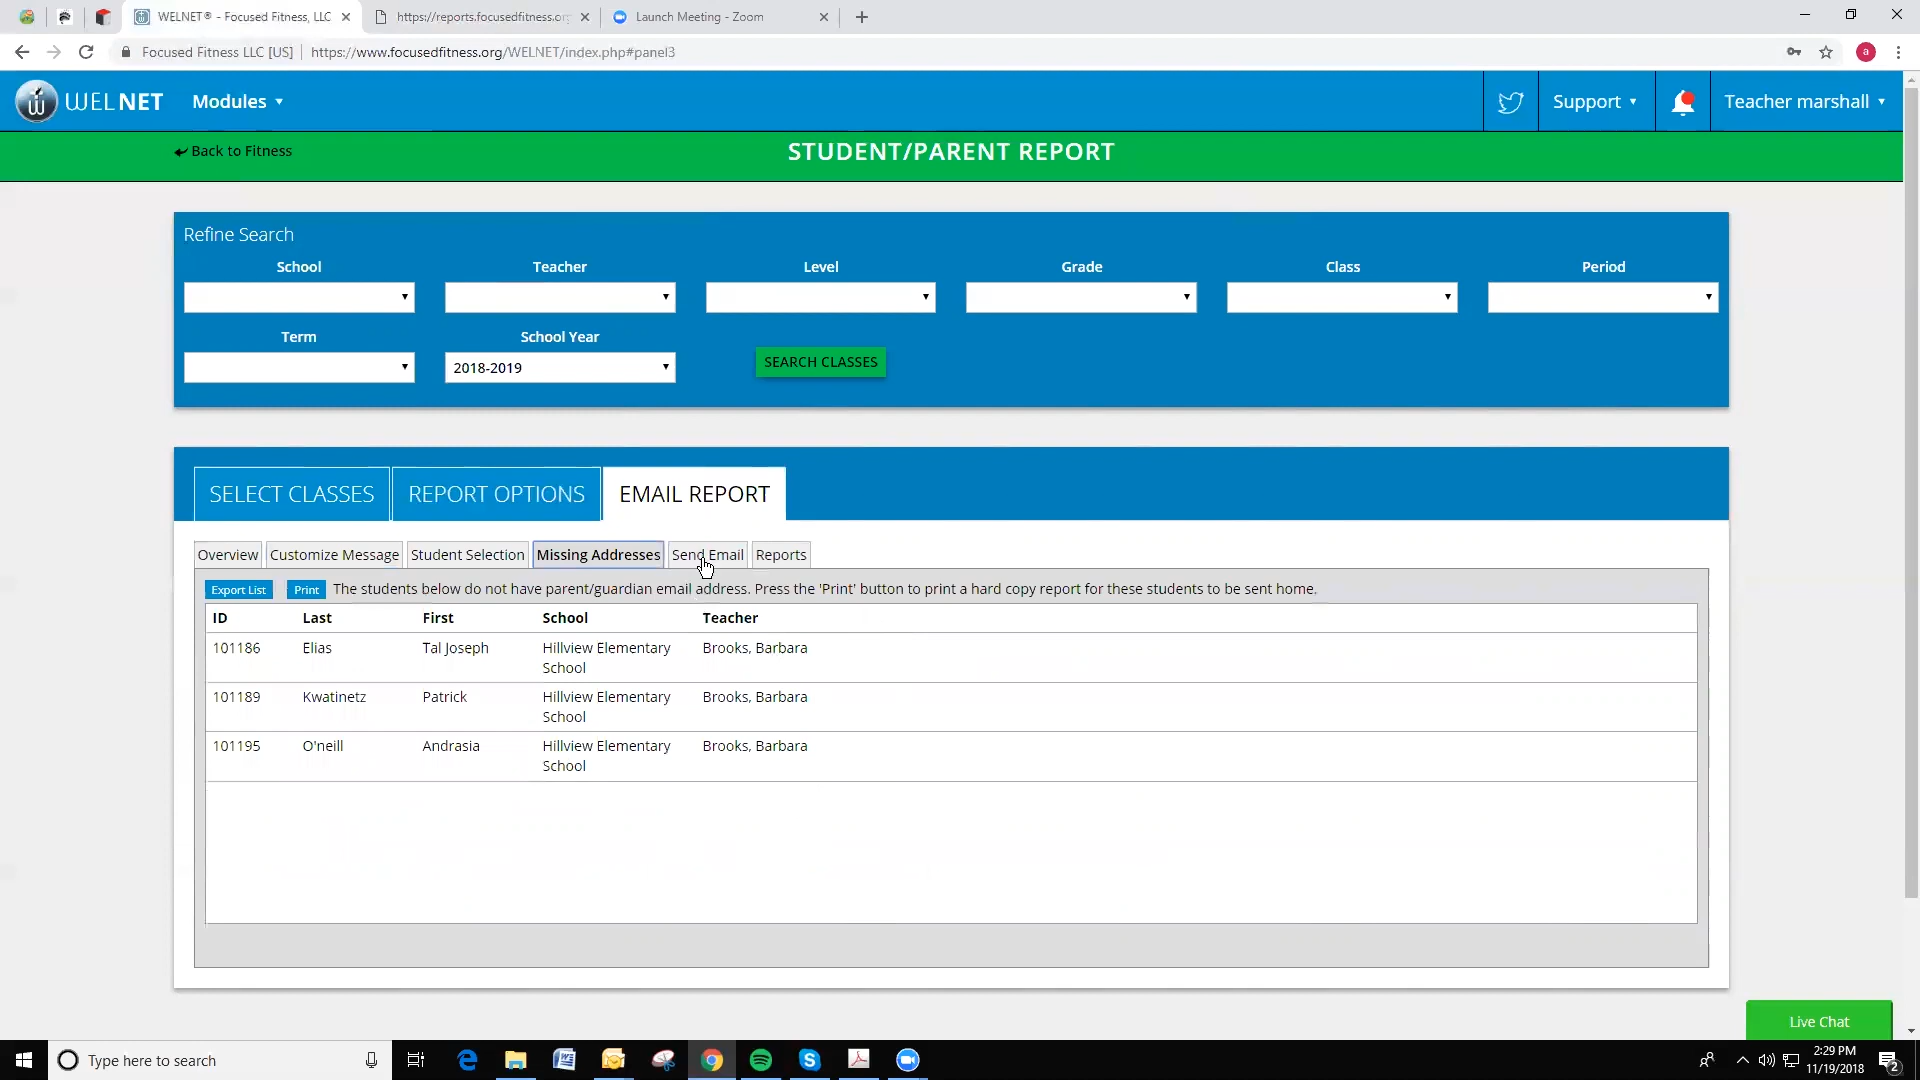 WELNET® - Focused Fitness, LLC
https://reports.focusedfitness.or
Launch Meeting - Zoom
Focused Fitness LLC [US]
https://www.focusedfitness.org/WELNET/index.php#panel3
a
WELNET
Modules
Support
Teacher marshall
Back to Fitness
STUDENT/PARENT REPORT
Refine Search
School Teacher Level Grade Class Period
Term School Year
2018-2019
SEARCH CLASSES
SELECT CLASSES REPORT OPTIONS EMAIL REPORT
Overview Customize Message Student Selection Missing Addresses Send Email Reports
Export List Print The students below do not have parent/guardian email address. Press the 'Print' button to print a hard copy report for these students to be sent home.
ID Last First School Teacher
101186 Elias Tal Joseph Hillview Elementary Brooks, Barbara
School
101189 Kwatinetz Patrick Hillview Elementary Brooks, Barbara
School
101195 O'neill Andrasia Hillview Elementary Brooks, Barbara
School
Live Chat
Type here to search
2:29 PM
11/19/2018
2